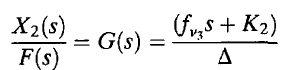 X₂(s)/F(s) = G(s) = (f_{v₃}s + K₂)/Δ